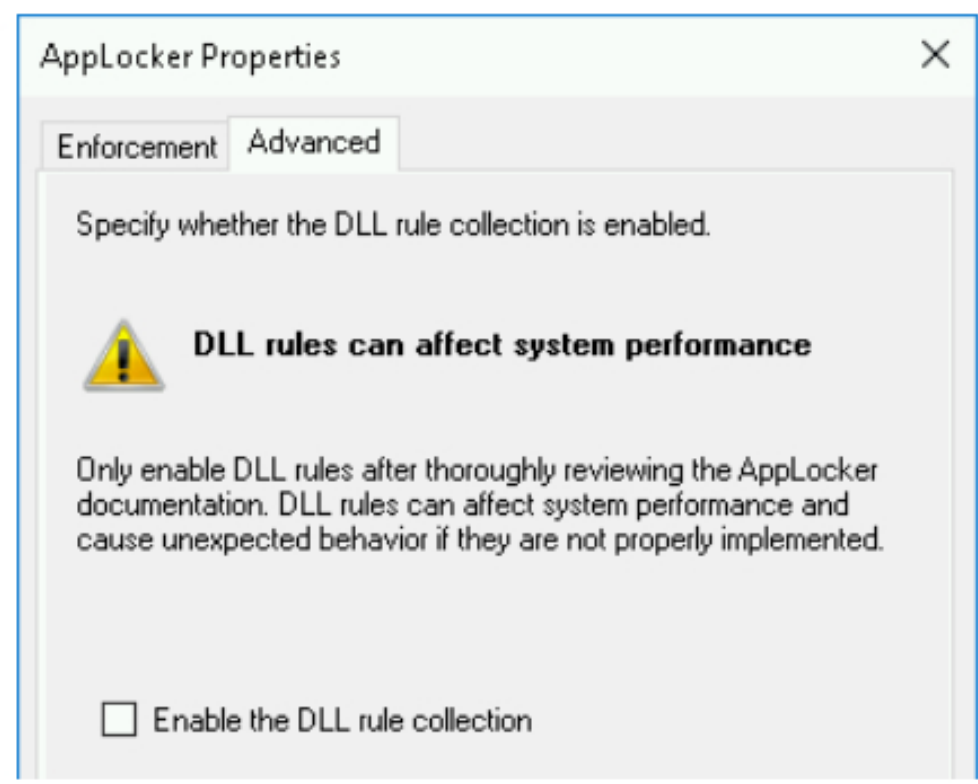 AppLocker Properties
Enforcement
Advanced
Specify whether the DLL rule collection is enabled.
DLL rules can affect system performance
Only enable DLL rules after thoroughly reviewing the AppLocker
documentation. DLL rules can affect system performance and
cause unexpected behavior if they are not properly implemented.
Enable the DLL rule collection